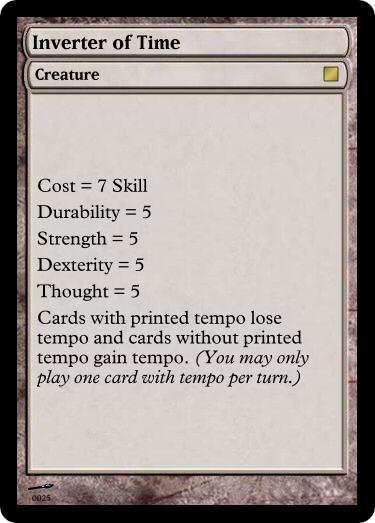 Inverter of Time
Creature
Cost = 7 Skill
Durability = 5
Strength = 5
Dexterity = 5
Thought = 5
Cards with printed tempo lose
tempo and cards without printed
tempo gain tempo. (You may only
play one card with tempo per turn.)
0025